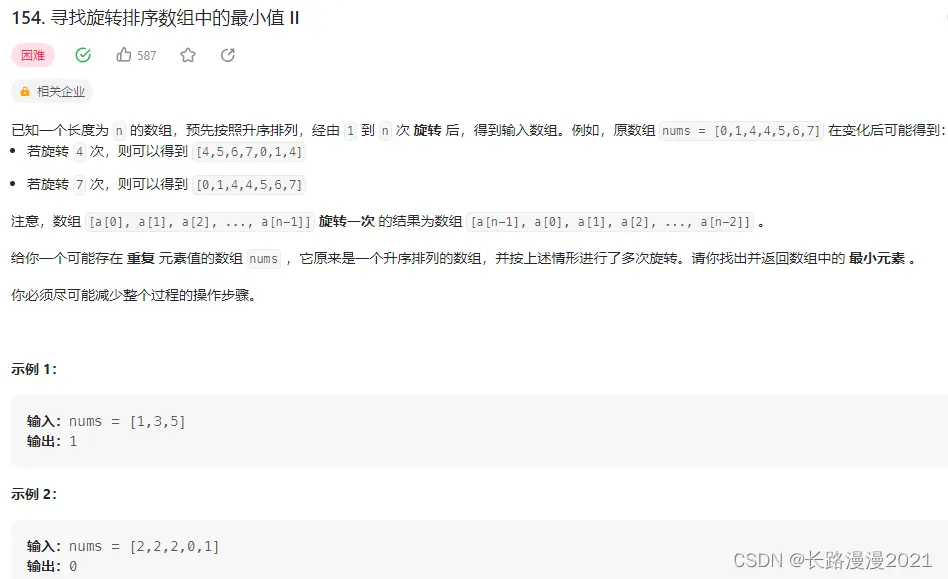 154. 寻找旋转排序数组中的最小值 II
困难 587
相关企业
已知一个长度为 n 的数组，预先按照升序排列，经由 1 到 n 次 旋转 后，得到输入数组。例如，原数组 nums = [0,1,4,4,5,6,7] 在变化后可能得到：
• 若旋转 4 次，则可以得到 [4,5,6,7,0,1,4]
• 若旋转 7 次，则可以得到 [0,1,4,4,5,6,7]
注意，数组 [a[0], a[1], a[2], ..., a[n-1]] 旋转一次 的结果为数组 [a[n-1], a[0], a[1], a[2], ..., a[n-2]] 。
给你一个可能存在 重复 元素值的数组 nums ，它原来是一个升序排列的数组，并按上述情形进行了多次旋转。请你找出并返回数组中的 最小元素 。
你必须尽可能减少整个过程的操作步骤。
示例 1：
输入：nums = [1,3,5]
输出：1
示例 2：
输入：nums = [2,2,2,0,1]
输出：0
CSDN @长路漫漫2021